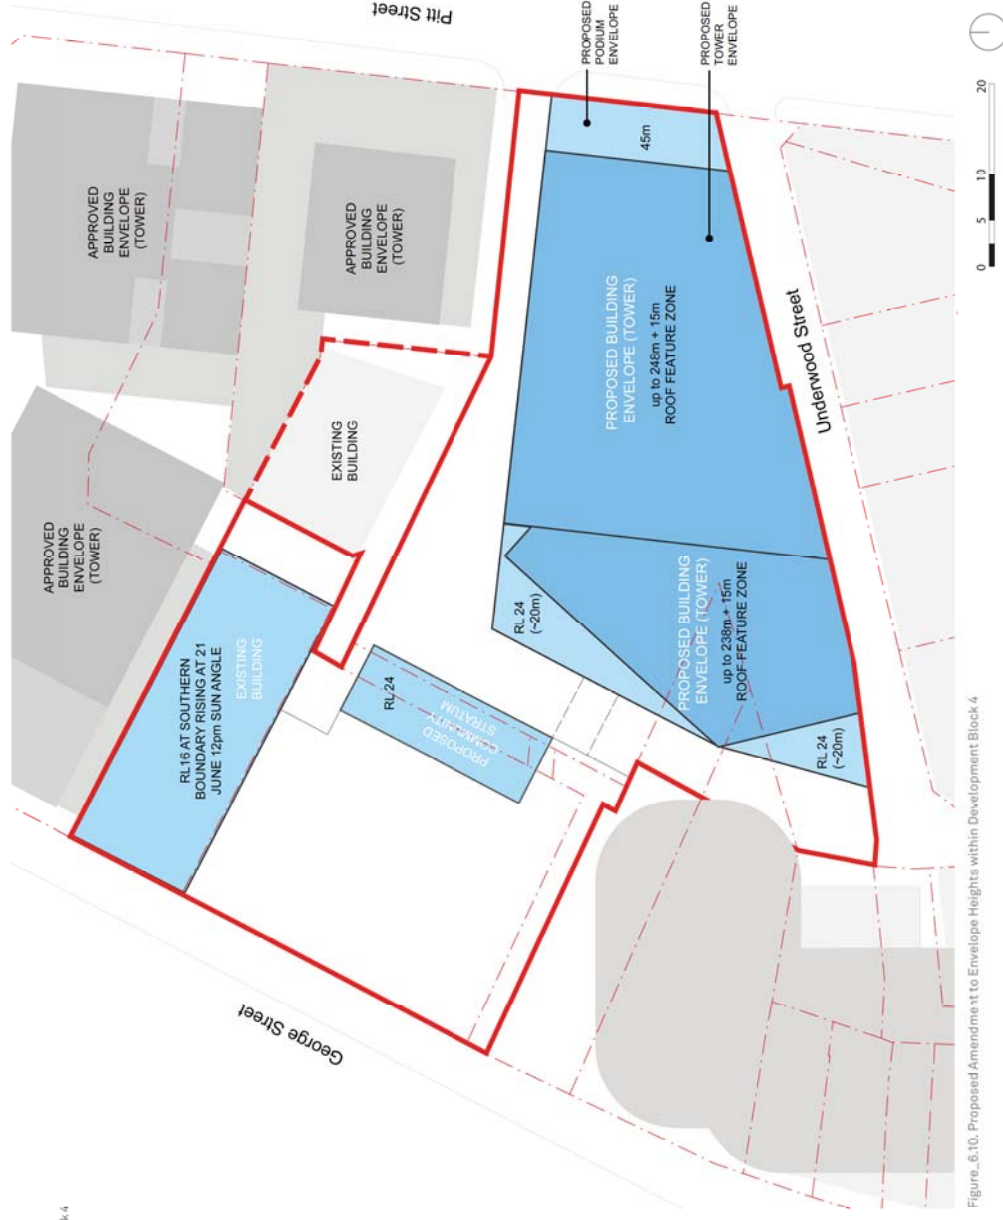 k 4
George Street
Pitt Street
Underwood Street
APPROVED
BUILDING
ENVELOPE
(TOWER)
APPROVED
BUILDING
ENVELOPE
(TOWER)
APPROVED
BUILDING
ENVELOPE
(TOWER)
RL16 AT SOUTHERN
BOUNDARY RISING AT 21
JUNE 12pm SUN ANGLE
EXISTING
BUILDING
EXISTING
BUILDING
RL 24
PROPOSED
COMMUNITY
STRATUM
RL 24
(~20m)
PROPOSED BUILDING
ENVELOPE (TOWER)
up to 238m + 15m
ROOF FEATURE ZONE
RL 24
(~20m)
PROPOSED BUILDING
ENVELOPE (TOWER)
up to 248m + 15m
ROOF FEATURE ZONE
45m
PROPOSED
PODIUM
ENVELOPE
PROPOSED
TOWER
ENVELOPE
0 5 10 20
Figure_6.10. Proposed Amendment to Envelope Heights within Development Block 4